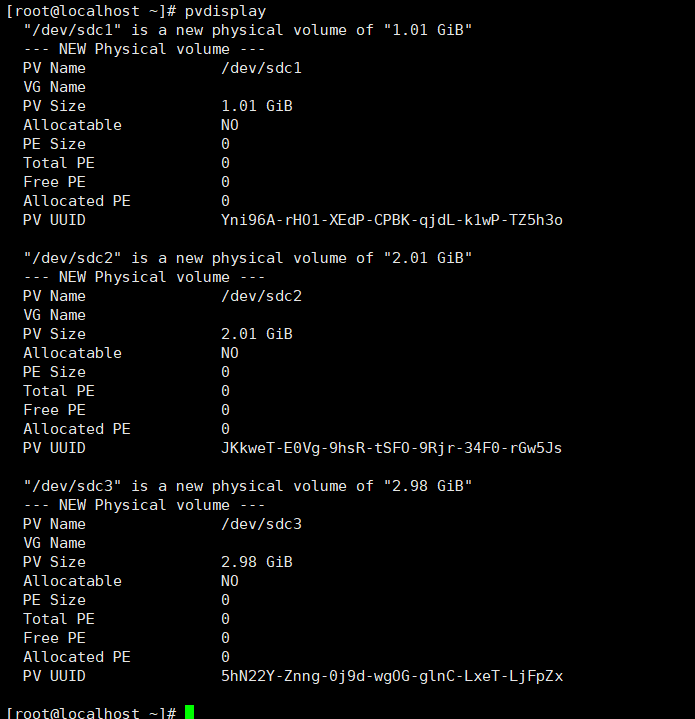 [root@localhost ~]# pvdisplay
"/dev/sdc1" is a new physical volume of "1.01 GiB"
--- NEW Physical volume ---
PV Name               /dev/sdc1
VG Name
PV Size               1.01 GiB
Allocatable           NO
PE Size               0
Total PE              0
Free PE               0
Allocated PE          0
PV UUID               Yni96A-rHO1-XEdP-CPBK-qjdL-k1wP-TZ5h3o

"/dev/sdc2" is a new physical volume of "2.01 GiB"
--- NEW Physical volume ---
PV Name               /dev/sdc2
VG Name
PV Size               2.01 GiB
Allocatable           NO
PE Size               0
Total PE              0
Free PE               0
Allocated PE          0
PV UUID               JKkweT-E0Vg-9hsR-tSFO-9Rjr-34F0-rGw5Js

"/dev/sdc3" is a new physical volume of "2.98 GiB"
--- NEW Physical volume ---
PV Name               /dev/sdc3
VG Name
PV Size               2.98 GiB
Allocatable           NO
PE Size               0
Total PE              0
Free PE               0
Allocated PE          0
PV UUID               5hN22Y-Znng-0j9d-wgOG-glnC-LxeT-LjFpZx

[root@localhost ~]#